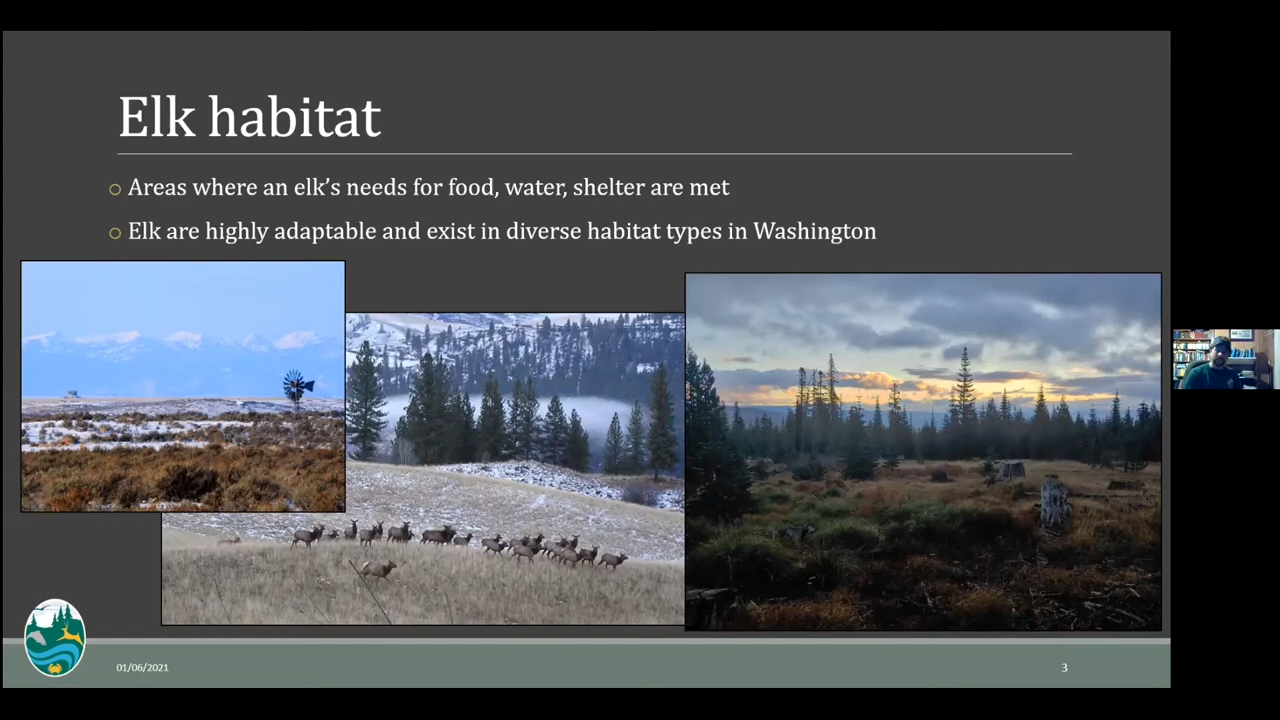 Elk habitat
Areas where an elk’s needs for food, water, shelter are met
Elk are highly adaptable and exist in diverse habitat types in Washington
01/06/2021
3